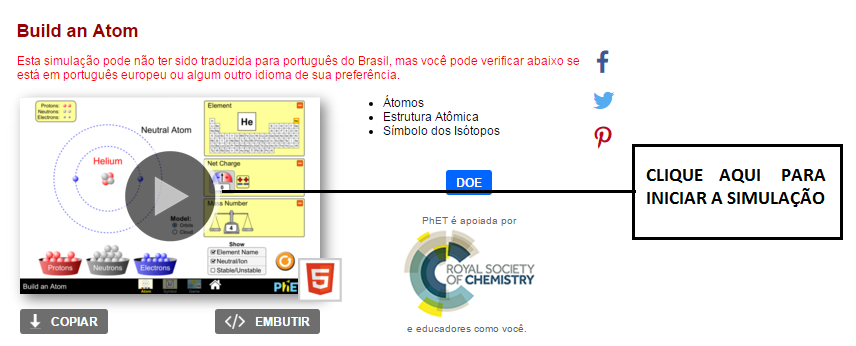 Build an Atom
Esta simulação pode não ter sido traduzida para português do Brasil, mas você pode verificar abaixo se
está em português europeu ou algum outro idioma de sua preferência.
Protons:
Neutrons:
Electrons:
Neutral Atom
Helium
Model:
Orbits
Cloud
Protons
Neutrons
Electrons
Element
He
Net Charge
0
Mass Number
4
Show
Element Name
Neutral/Ion
Stable/Unstable
Build an Atom
Atom
Symbol
Game
PhET
5
COPIAR
</> EMBUTIR
Átomos
Estrutura Atômica
Símbolo dos Isótopos
DOE
PhET é apoiada por
ROYAL SOCIETY
OF CHEMISTRY
e educadores como você.
CLIQUE AQUI PARA
INICIAR A SIMULAÇÃO